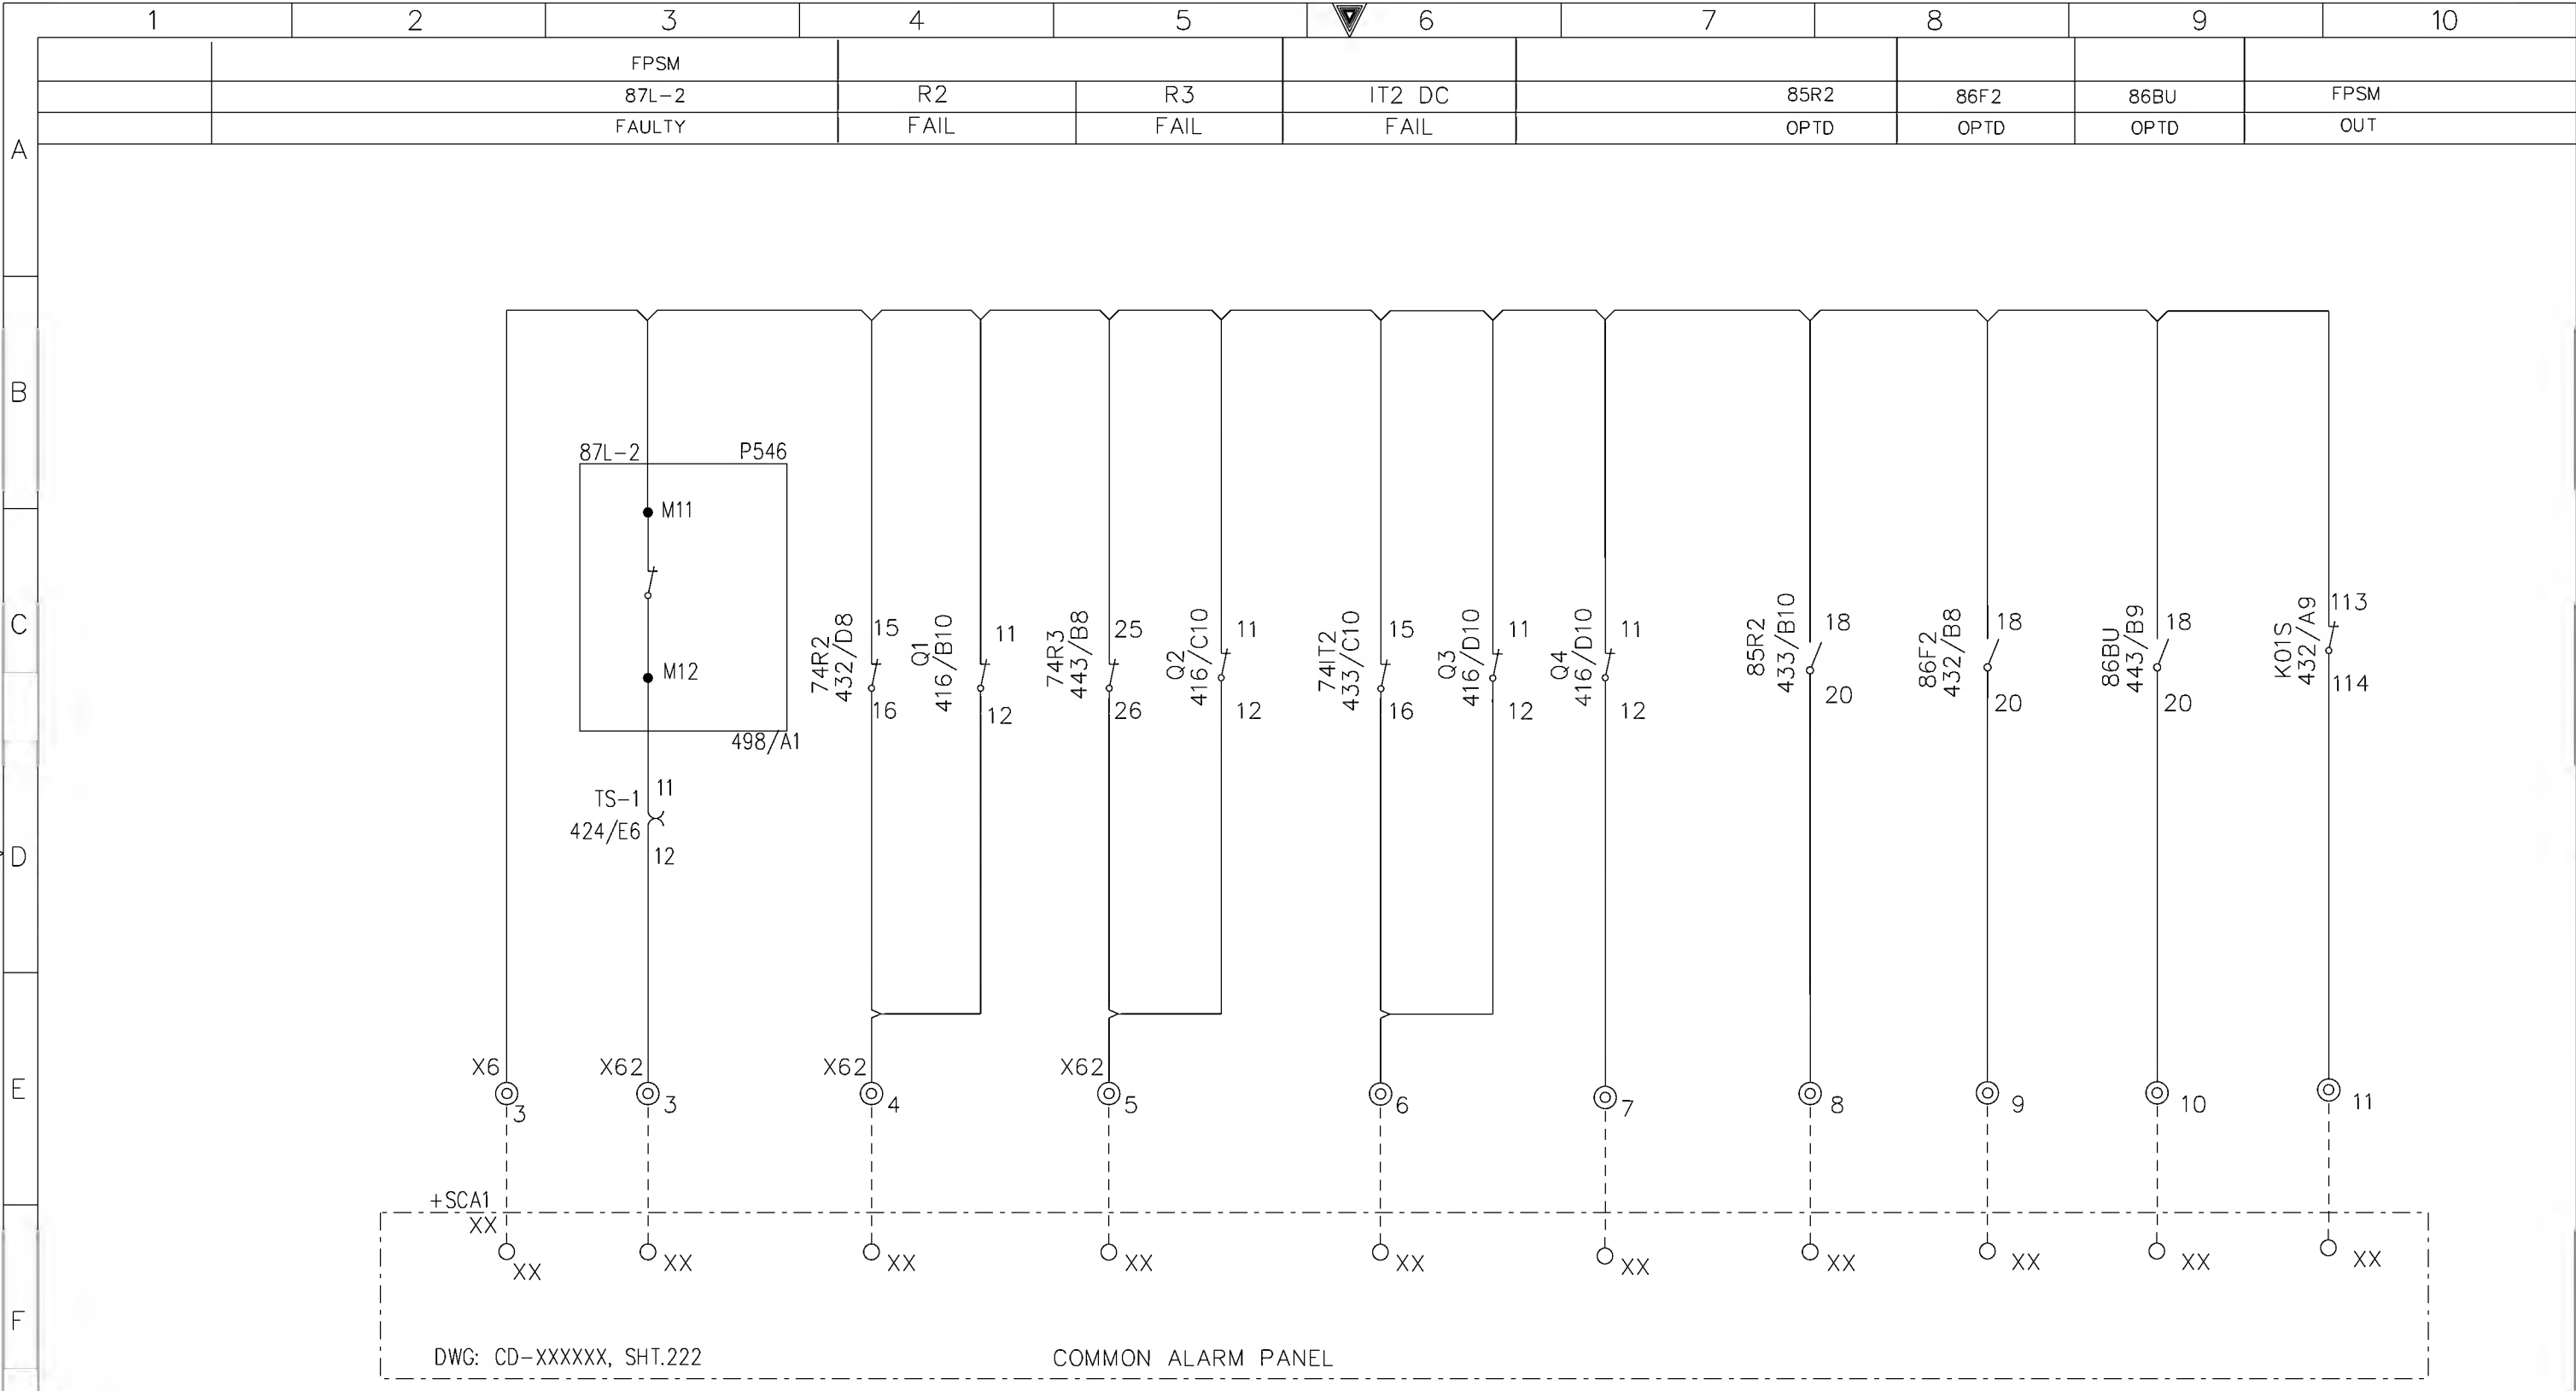 1 2 3 4 5 6 7 8 9 10
FPSM
87L-2 R2 R3 IT2 DC 85R2 86F2 86BU FPSM
FAULTY FAIL FAIL FAIL OPTD OPTD OPTD OUT
A
B
87L-2 P546
M11
C
M12
498/A1
TS-1 11
424/E6
12
D
74R2
432/D8
15
16
Q1
416/B10
11
12
74R3
443/B8
25
26
Q2
416/C10
11
12
74IT2
433/C10
15
16
Q3
416/D10
11
12
Q4
416/D10
11
12
85R2
433/B10
18
20
86F2
432/B8
18
20
86BU
443/B9
18
20
K01S
432/A9
113
114
X6 X62 X62 X62
E
3 3 4 5 6 7 8 9 10 11
+SCA1
XX
XX XX XX XX XX XX XX XX XX XX
F
DWG: CD-XXXXXX, SHT.222 COMMON ALARM PANEL